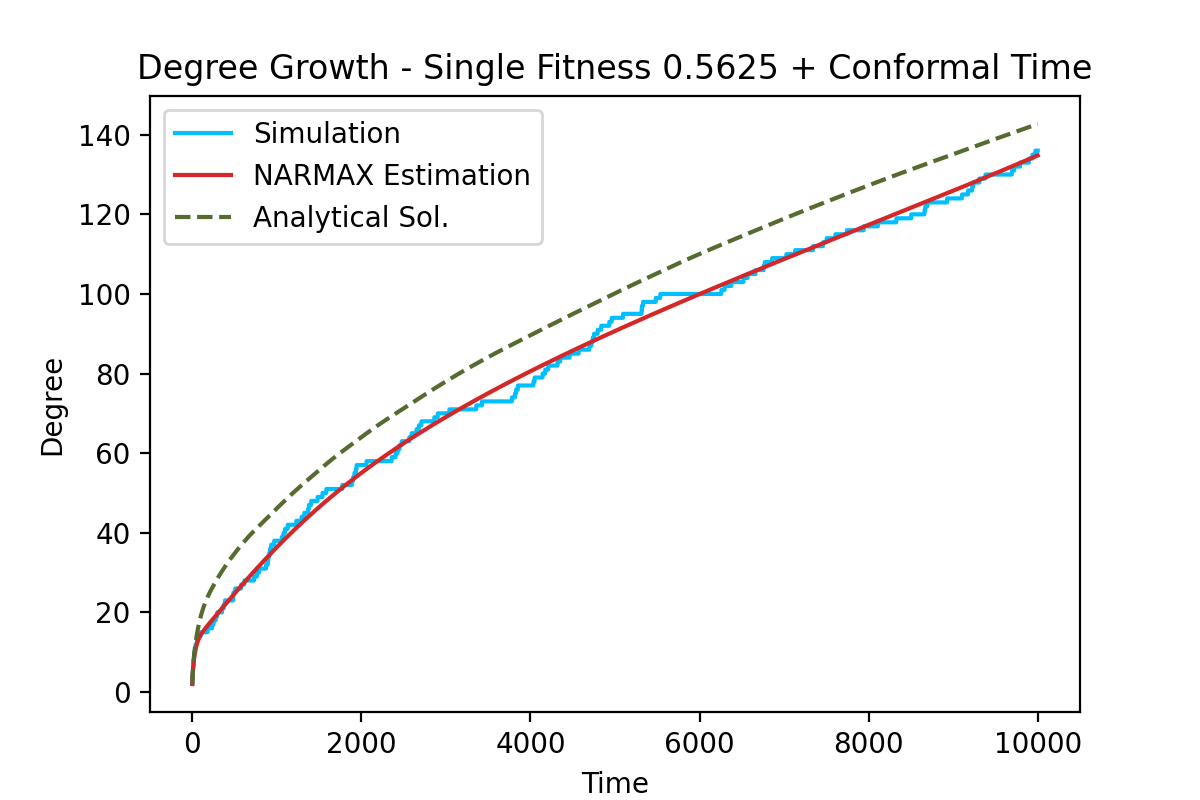 Degree Growth - Single Fitness 0.5625 + Conformal Time
Simulation
NARMAX Estimation
Analytical Sol.
140
120
100
80
60
40
20
0
Degree
0 2000 4000 6000 8000 10000
Time